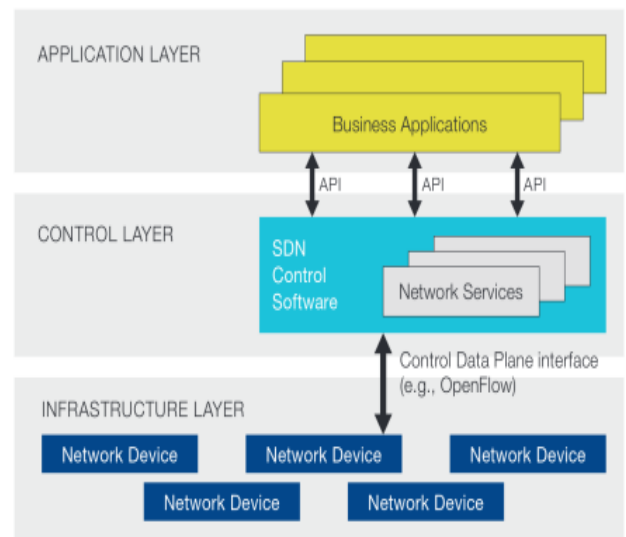 APPLICATION LAYER
Business Applications
API API API
CONTROL LAYER
SDN
Control
Software
Network Services
Control Data Plane interface
(e.g., OpenFlow)
INFRASTRUCTURE LAYER
Network Device Network Device Network Device
Network Device Network Device